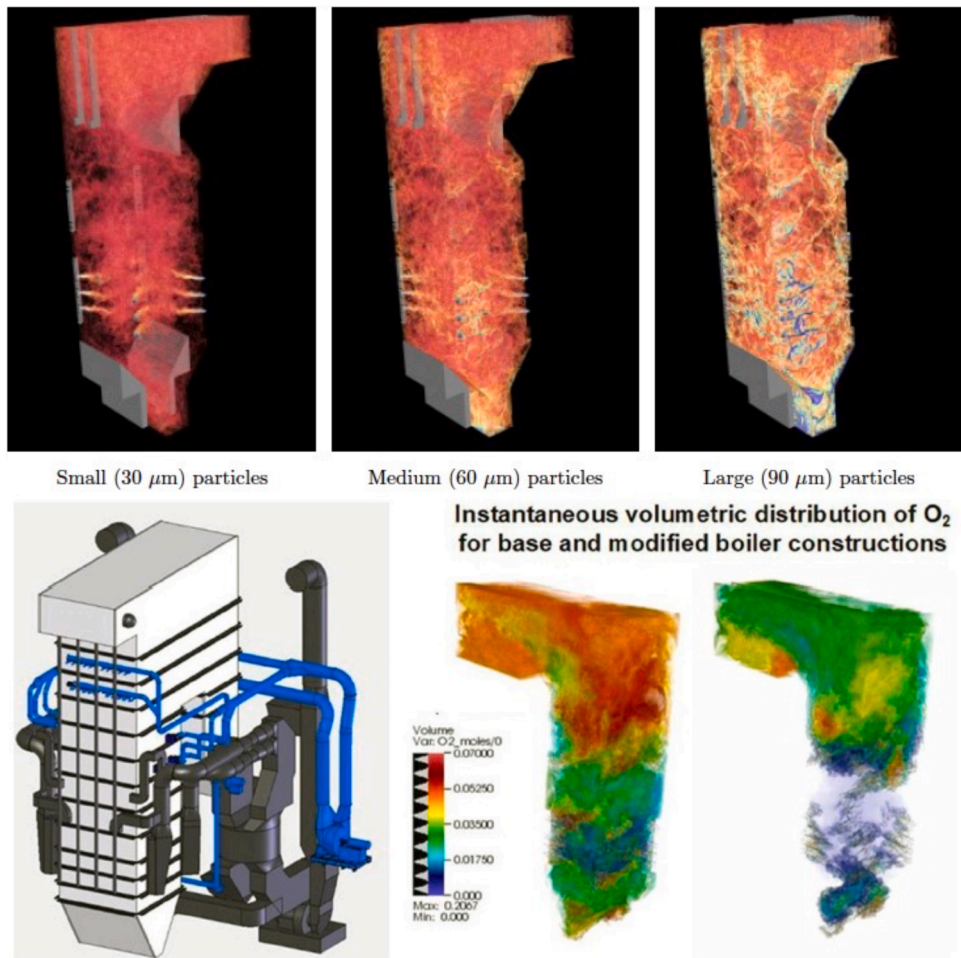 Small (30 μm) particles
Medium (60 μm) particles
Large (90 μm) particles
Instantaneous volumetric distribution of O₂
for base and modified boiler constructions
Volume
Var: O2_moles/0
0.07000
0.05250
0.03500
0.01750
0.000
Max: 0.2067
Min: 0.000